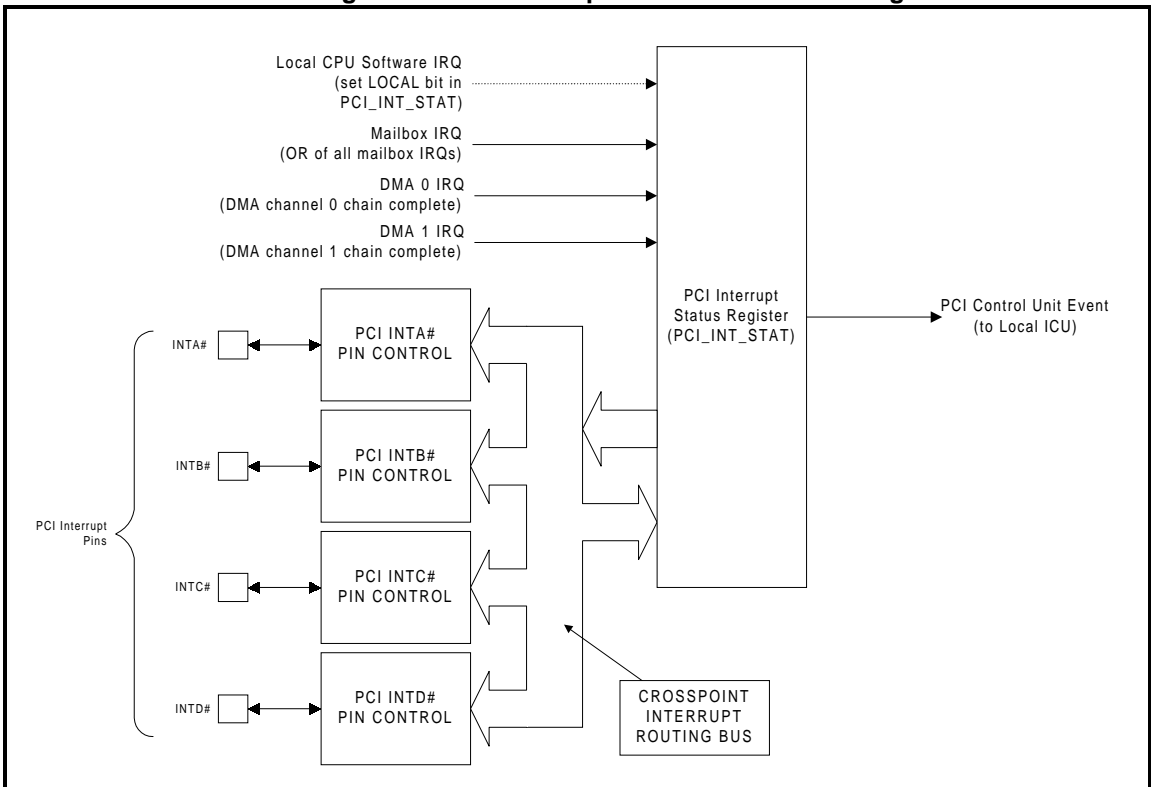 Local CPU Software IRQ
(set LOCAL bit in
PCI_INT_STAT)
Mailbox IRQ
(OR of all mailbox IRQs)
DMA 0 IRQ
(DMA channel 0 chain complete)
DMA 1 IRQ
(DMA channel 1 chain complete)
PCI Interrupt
Status Register
(PCI_INT_STAT)
PCI Control Unit Event
(to Local ICU)
PCI Interrupt
Pins
INTA#
PCI INTA#
PIN CONTROL
INTB#
PCI INTB#
PIN CONTROL
INTC#
PCI INTC#
PIN CONTROL
INTD#
PCI INTD#
PIN CONTROL
CROSSPOINT
INTERRUPT
ROUTING BUS